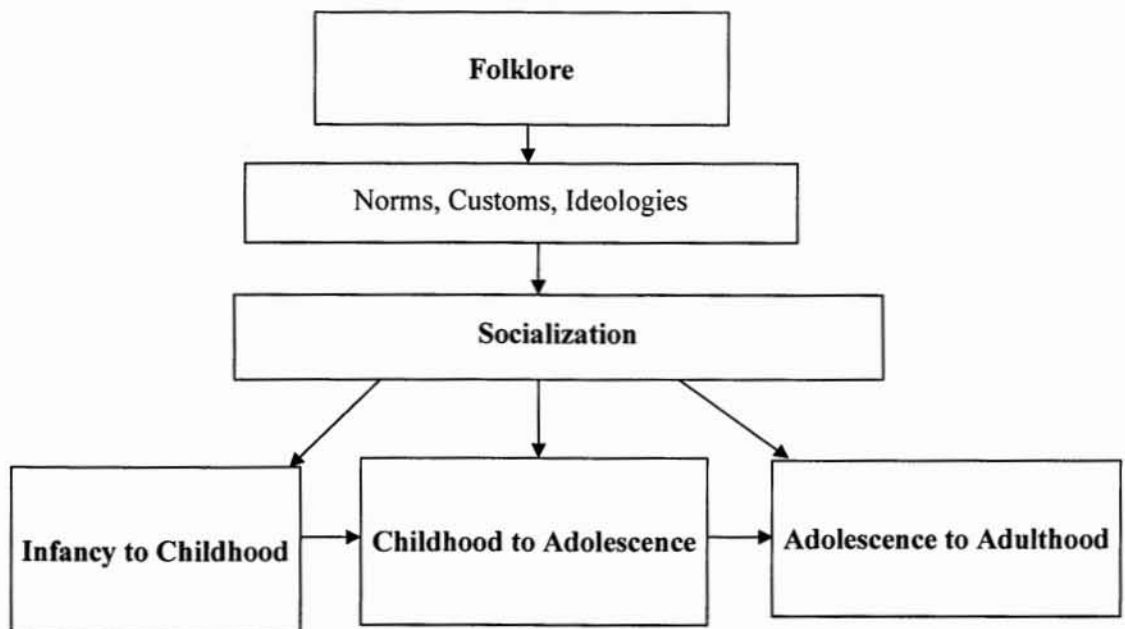 Folklore
Norms, Customs, Ideologies
Socialization
Infancy to Childhood
Childhood to Adolescence
Adolescence to Adulthood